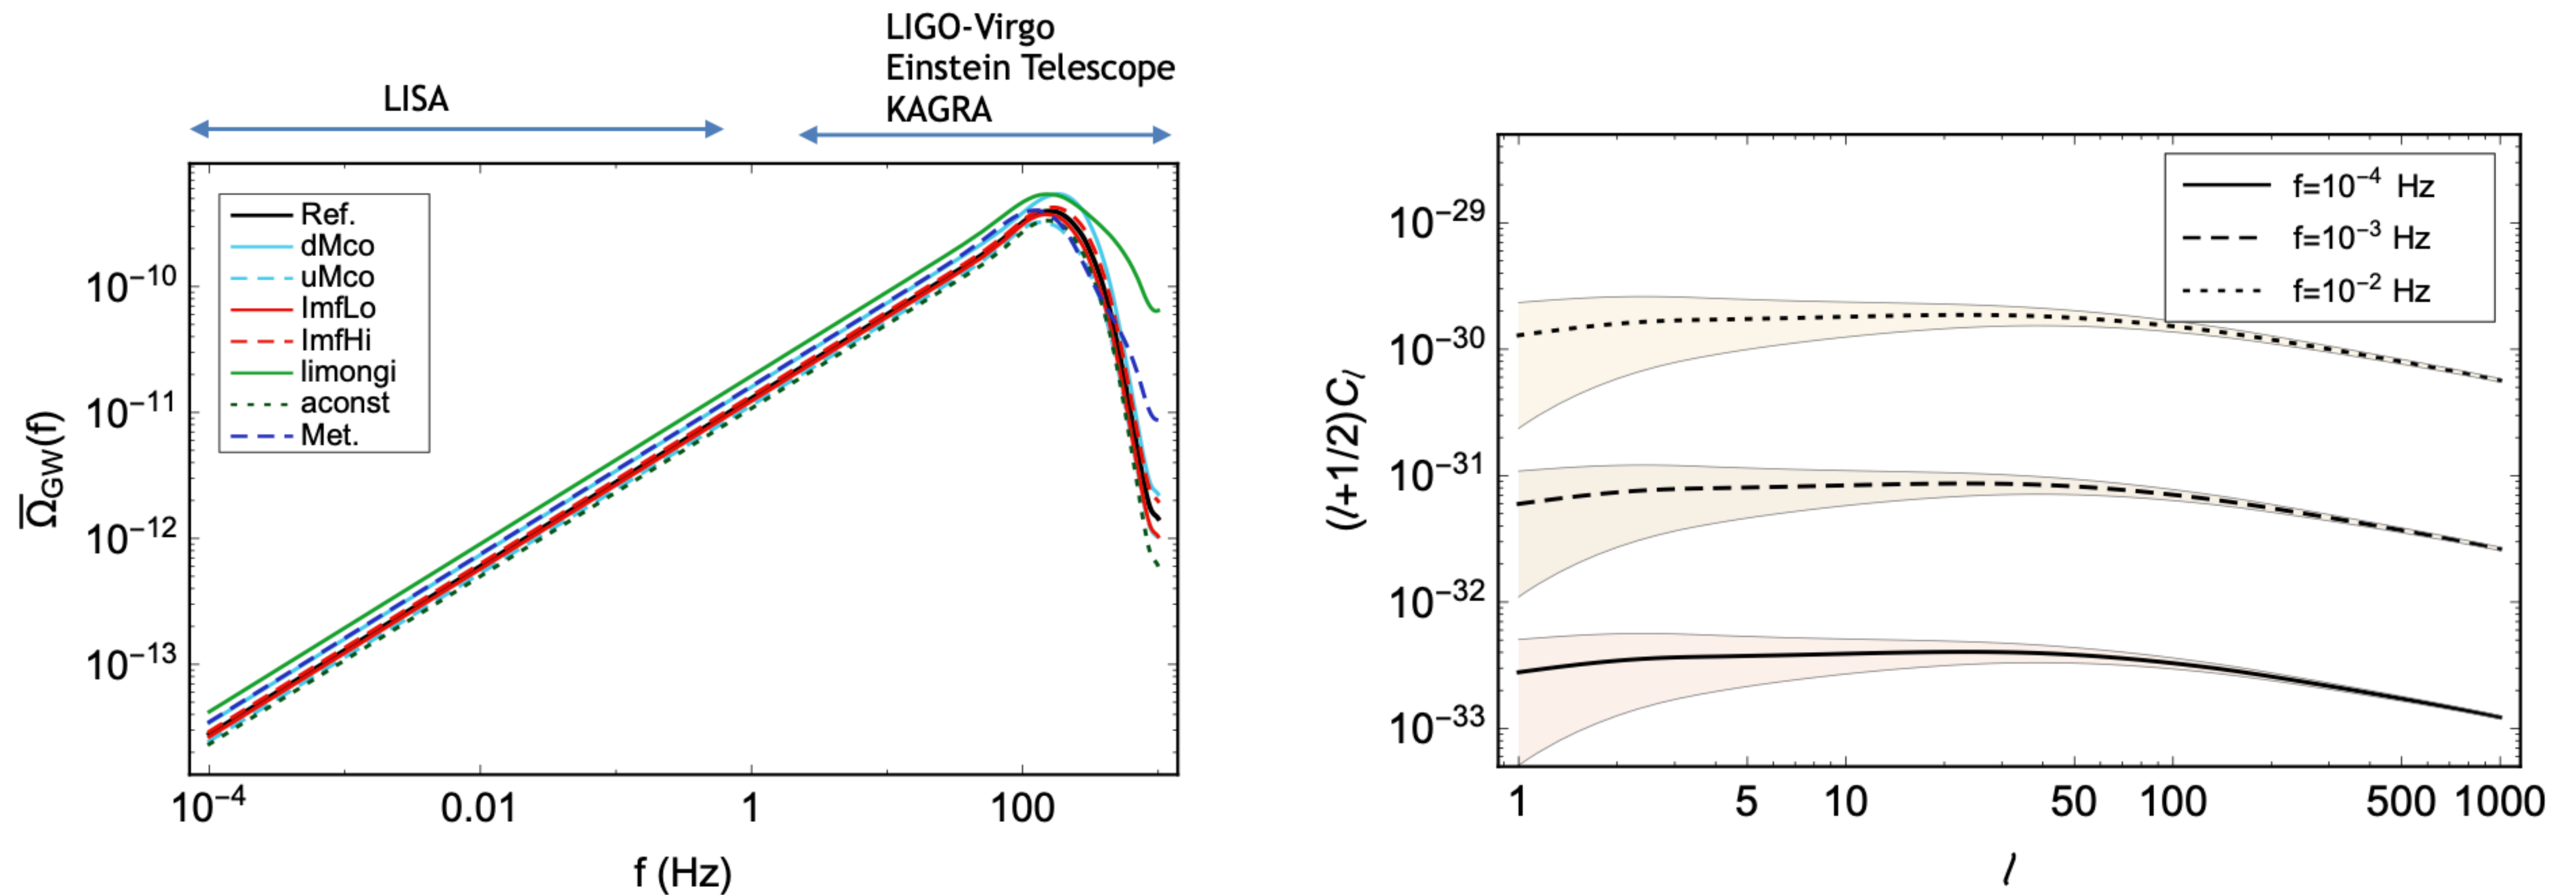 LISA
LIGO-Virgo
Einstein Telescope
KAGRA
Ref.
dMco
uMco
ImfLo
ImfHi
limongi
aconst
Met.
Ω̅_GW(f)
10⁻¹⁰
10⁻¹¹
10⁻¹²
10⁻¹³
10⁻⁴ 0.01 1 100
f (Hz)
f=10⁻⁴ Hz
f=10⁻³ Hz
f=10⁻² Hz
(ℓ+1/2)C_ℓ
10⁻²⁹
10⁻³⁰
10⁻³¹
10⁻³²
10⁻³³
1 5 10 50 100 500 1000
ℓ